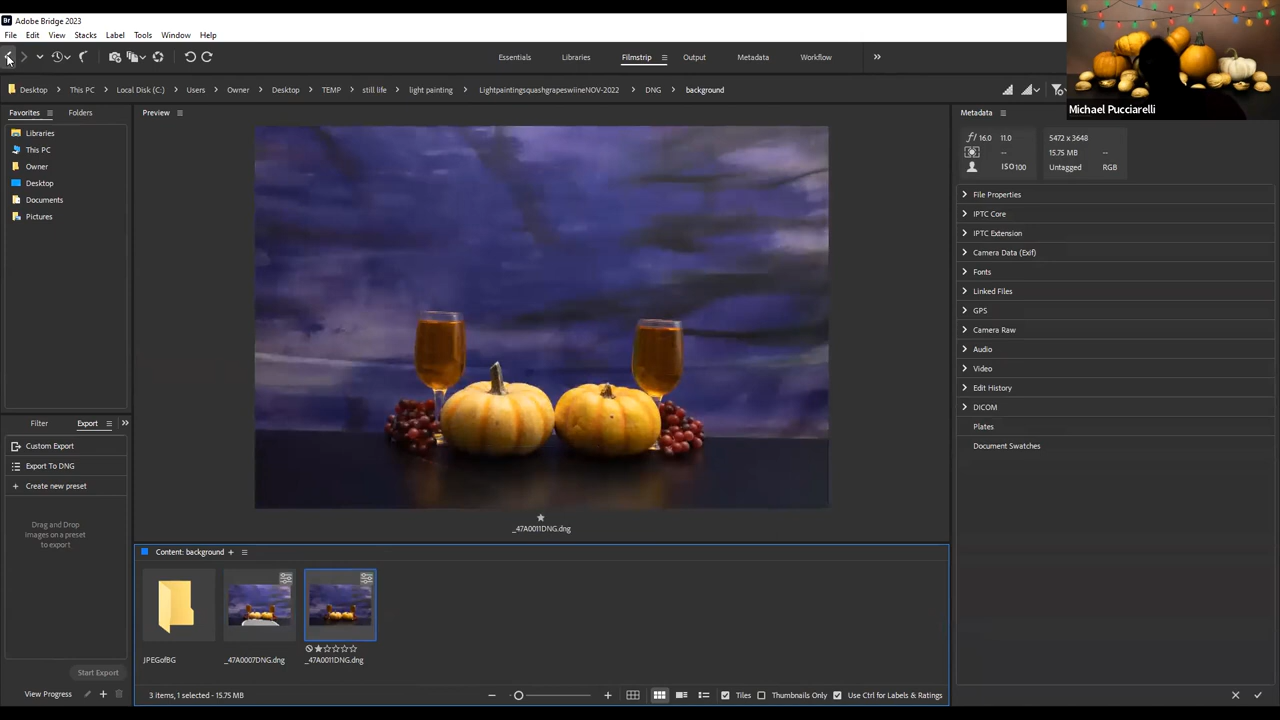 Br Adobe Bridge 2023
File Edit View Stacks Label Tools Window Help
Essentials Libraries Filmstrip Output Metadata Workflow
Desktop This PC Local Disk (C:) Users Owner Desktop TEMP still life light painting LightpaintingsquashgrapeswiineNOV-2022 DNG background
Michael Pucciarelli
Favorites Folders
Libraries
This PC
Owner
Desktop
Documents
Pictures
Filter Export
Custom Export
Export To DNG
Create new preset
Drag and Drop
Images on a preset
to export
Start Export
View Progress
Preview
_47A0011DNG.dng
Content: background
JPEGofBG
_47A0007DNG.dng
_47A0011DNG.dng
3 items, 1 selected - 15.75 MB
Tiles Thumbnails Only Use Ctrl for Labels & Ratings
Metadata
f/ 16.0 11.0
--
ISO100
5472 x 3648
15.75 MB --
Untagged RGB
File Properties
IPTC Core
IPTC Extension
Camera Data (Exif)
Fonts
Linked Files
GPS
Camera Raw
Audio
Video
Edit History
DICOM
Plates
Document Swatches